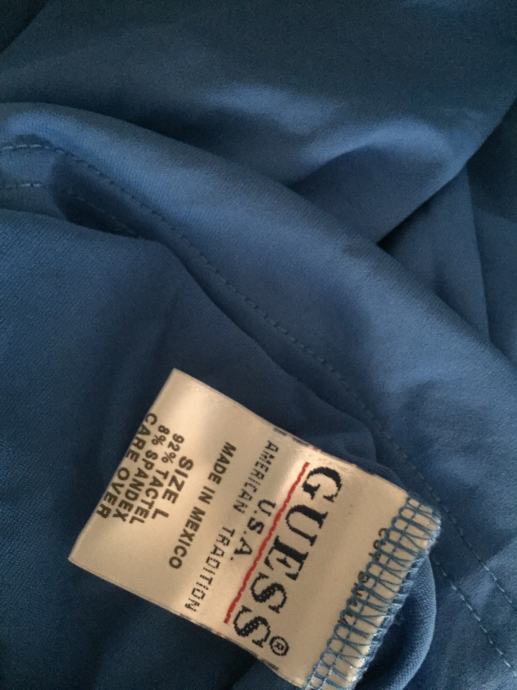 GUESS®
U.S.A.
AMERICAN TRADITION
MADE IN MEXICO
SIZE L
92% TACTEL
8% SPANDEX
CARE OVER